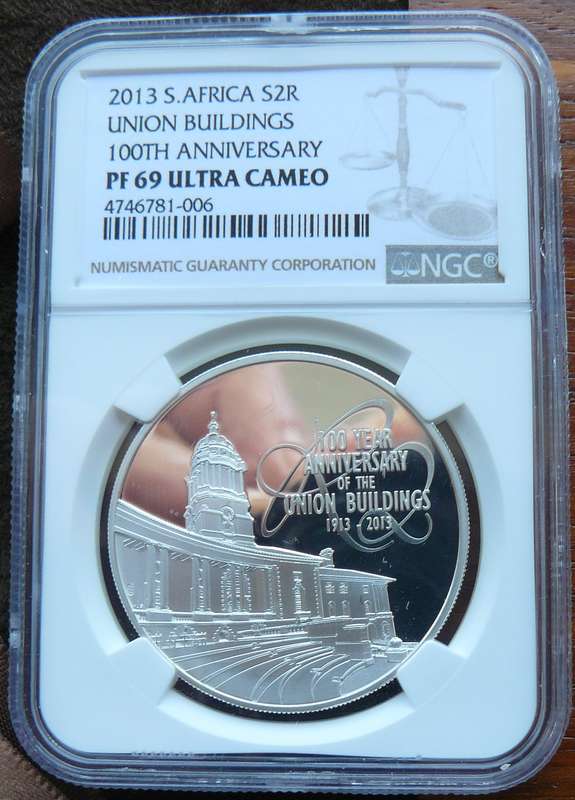 2013 S.AFRICA S2R
UNION BUILDINGS
100TH ANNIVERSARY
PF 69 ULTRA CAMEO
4746781-006
NUMISMATIC GUARANTY CORPORATION
NGC®
100 YEAR
ANNIVERSARY
OF THE
UNION BUILDINGS
1913 - 2013